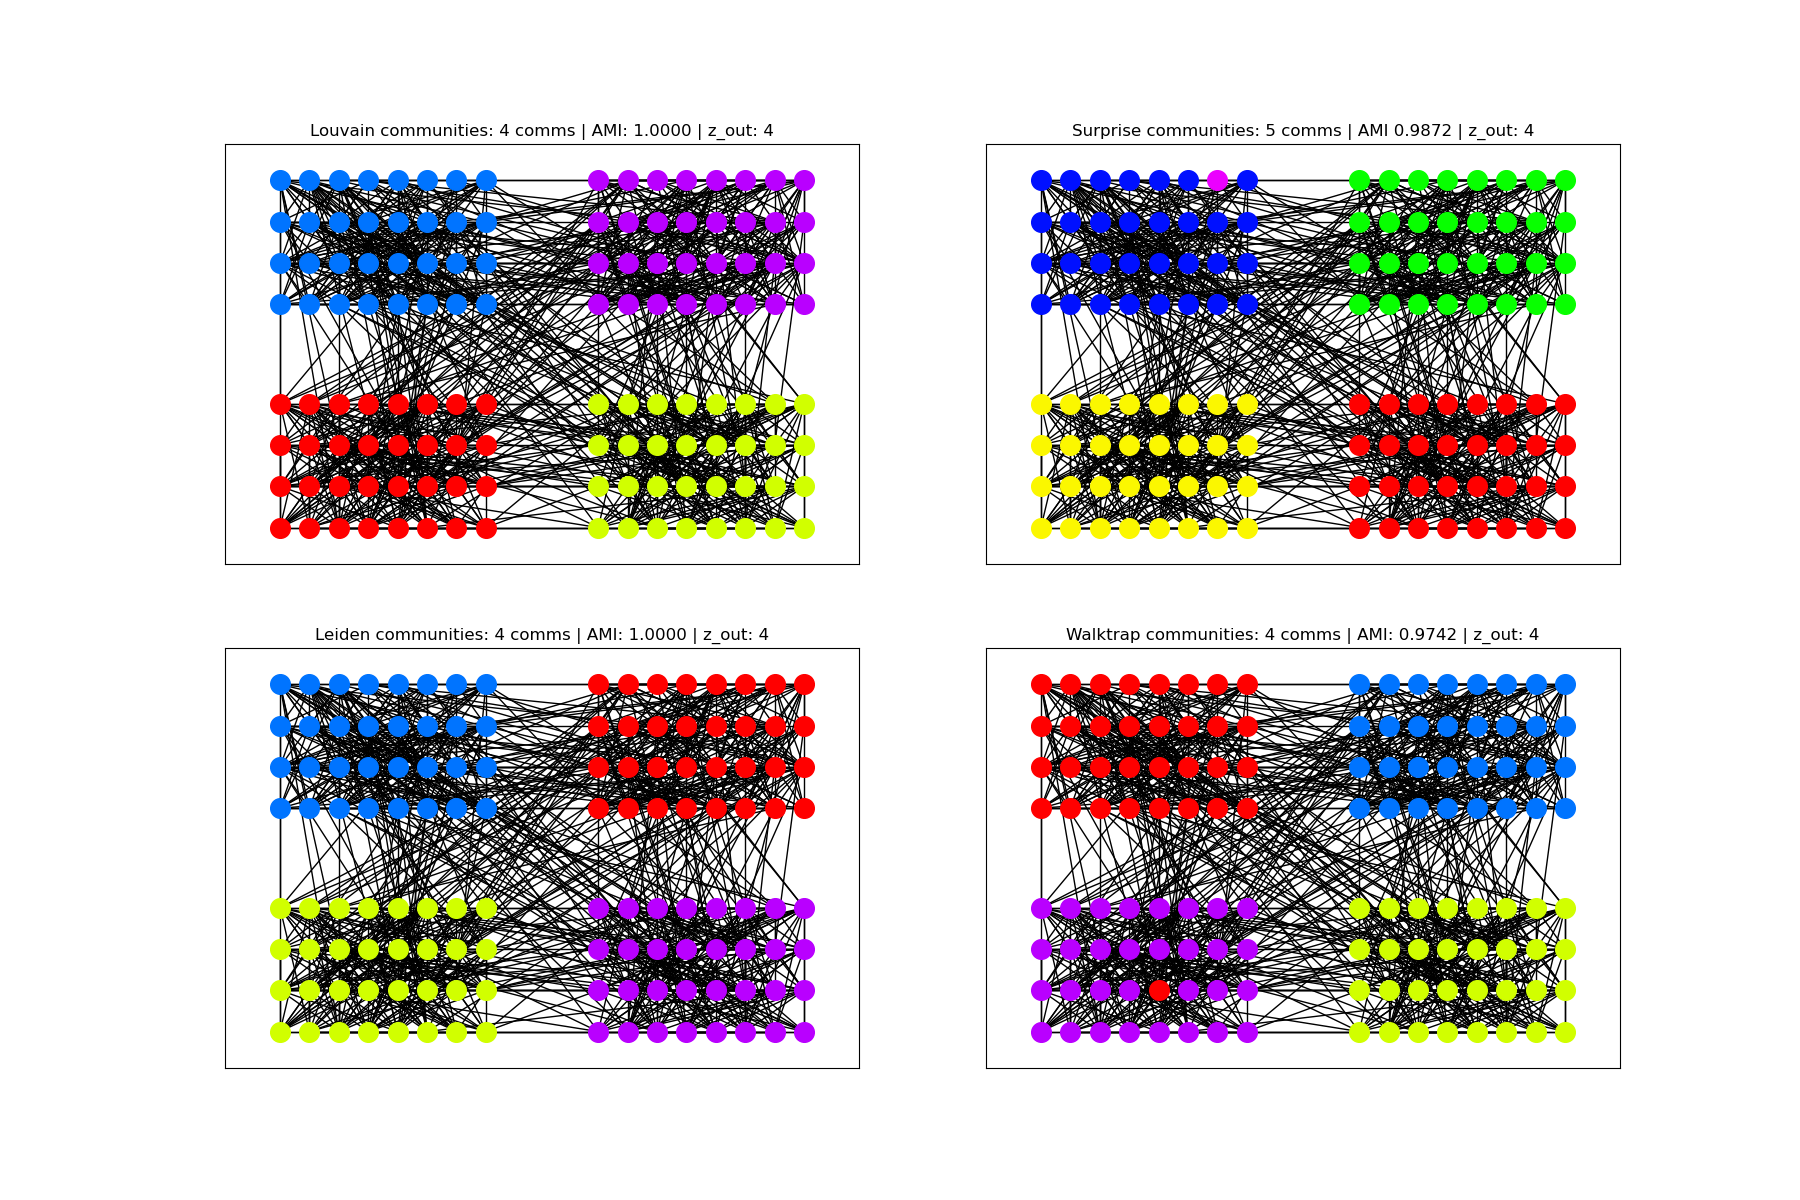 Louvain communities: 4 comms | AMI: 1.0000 | z_out: 4
Surprise communities: 5 comms | AMI 0.9872 | z_out: 4
Leiden communities: 4 comms | AMI: 1.0000 | z_out: 4
Walktrap communities: 4 comms | AMI: 0.9742 | z_out: 4